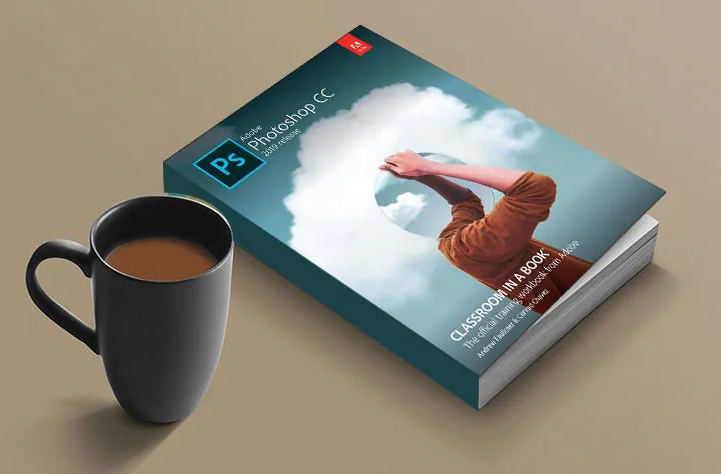 Adobe
Photoshop CC
2019 release
Ps
CLASSROOM IN A BOOK
The official training workbook from Adobe
Andrew Faulkner & Conrad Chavez